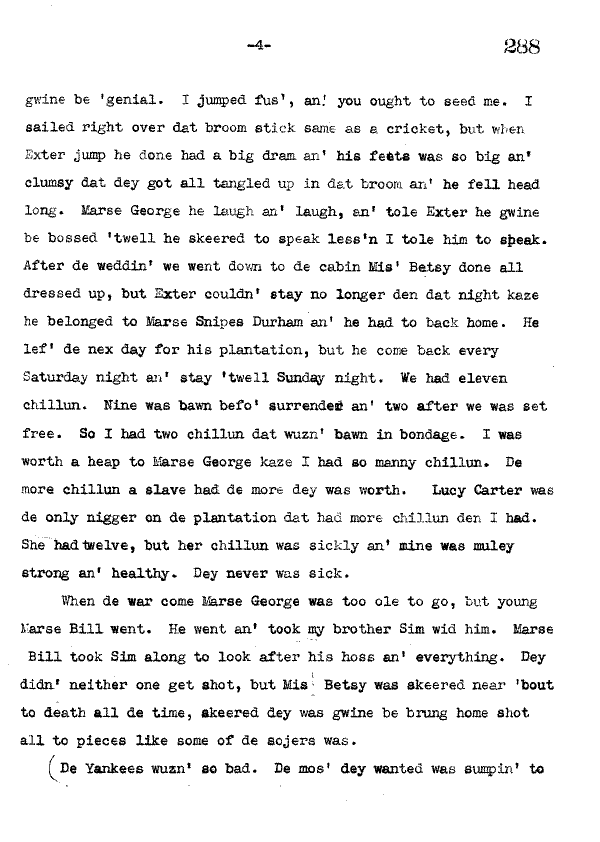 -4-
288
gwine be 'genial. I jumped fus', an' you ought to seed me. I
sailed right over dat broom stick same as a cricket, but when
Exter jump he done had a big dram an' his feets was so big an'
clumsy dat dey got all tangled up in dat broom an' he fell head
long. Marse George he laugh an' laugh, an' tole Exter he gwine
be bossed 'twell he skeered to speak less'n I tole him to speak.
After de weddin' we went down to de cabin Mis' Betsy done all
dressed up, but Exter couldn' stay no longer den dat night kaze
he belonged to Marse Snipes Durham an' he had to back home. He
lef' de nex day for his plantation, but he come back every
Saturday night an' stay 'twell Sunday night. We had eleven
chillun. Nine was bawn befo' surrender an' two after we was set
free. So I had two chillun dat wuzn' bawn in bondage. I was
worth a heap to Marse George kaze I had so manny chillun. De
more chillun a slave had de more dey was worth. Lucy Carter was
de only nigger on de plantation dat had more chillun den I had.
She had twelve, but her chillun was sickly an' mine was muley
strong an' healthy. Dey never was sick.
When de war come Marse George was too ole to go, but young
Marse Bill went. He went an' took my brother Sim wid him. Marse
Bill took Sim along to look after his hoss an' everything. Dey
didn' neither one get shot, but Mis' Betsy was skeered near 'bout
to death all de time, skeered dey was gwine be brung home shot
all to pieces like some of de sojers was.
(De Yankees wuzn' so bad. De mos' dey wanted was sumpin' to